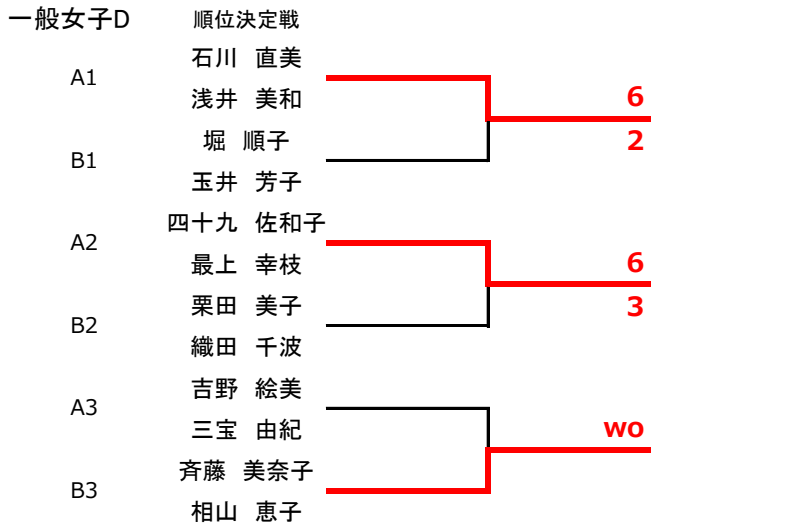 一般女子D 順位決定戦
石川 直美
A1
浅井 美和
6
堀 順子
2
B1
玉井 芳子
四十九 佐和子
A2
最上 幸枝
6
栗田 美子
3
B2
織田 千波
吉野 絵美
A3
三宝 由紀
wo
斉藤 美奈子
B3
相山 恵子